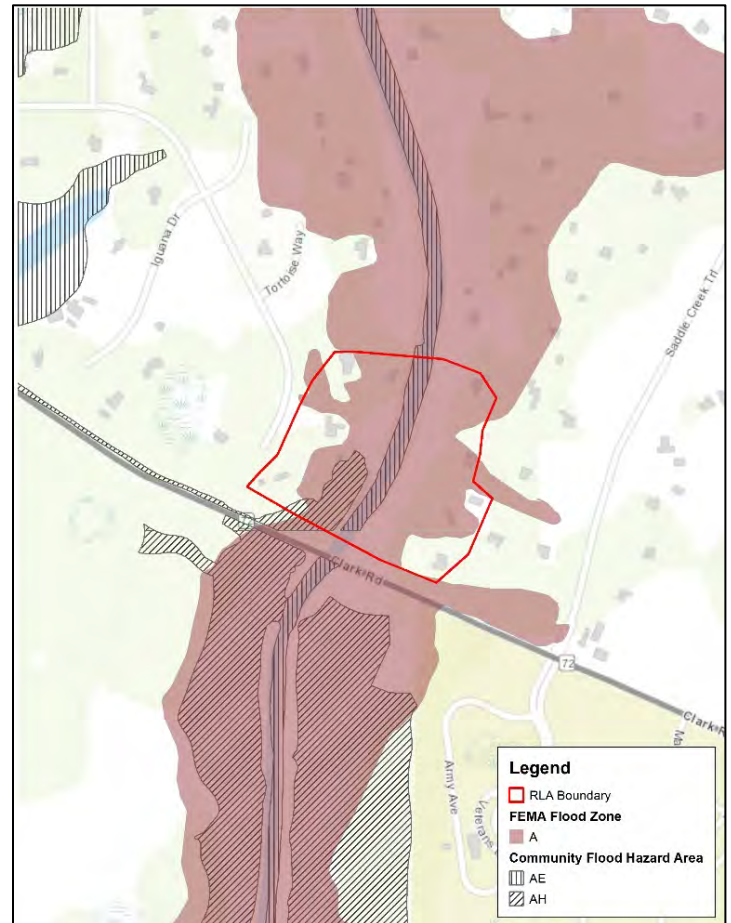 Iguana Dr
Tortoise Way
Saddle Creek Trl
Clark Rd
72
Clark R
Army Ave
Veterans
Legend
RLA Boundary
FEMA Flood Zone
A
Community Flood Hazard Area
AE
AH